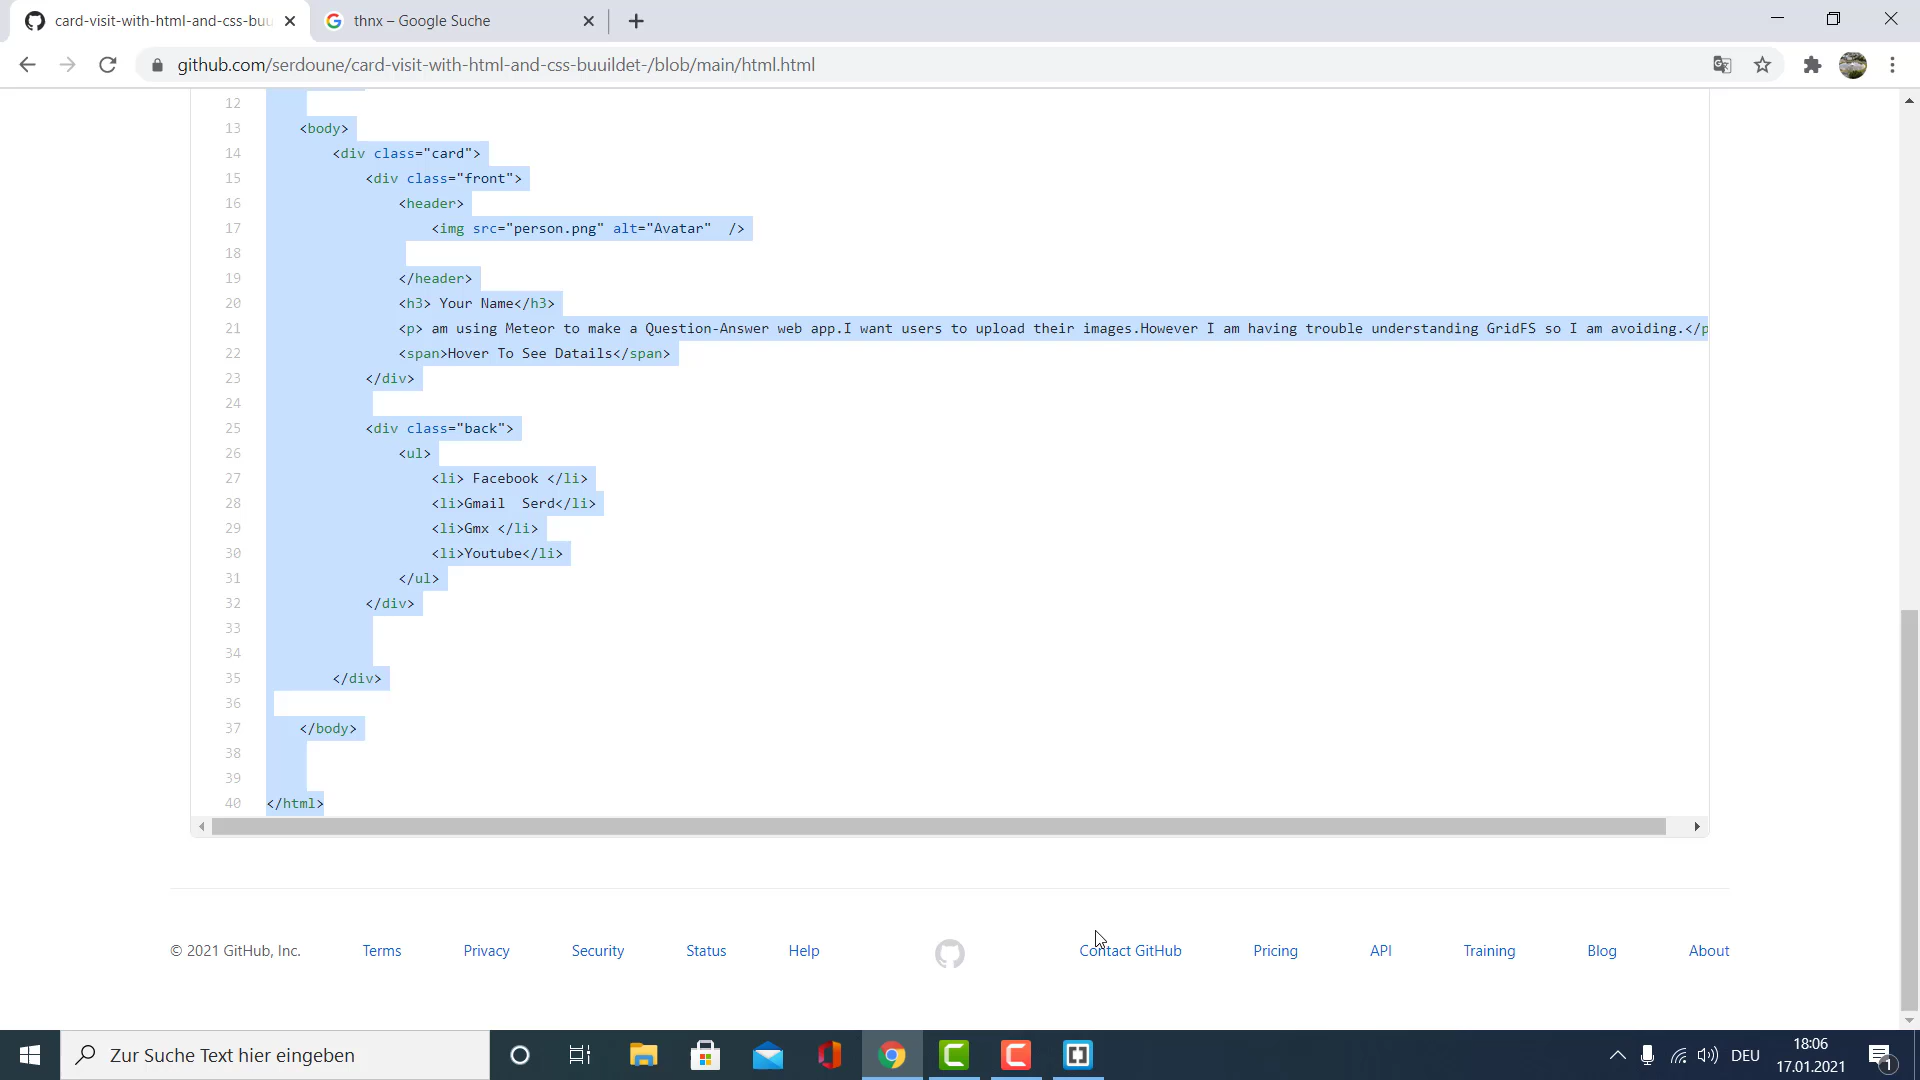 card-visit-with-html-and-css-buu
thnx – Google Suche
github.com/serdoune/card-visit-with-html-and-css-buuildet-/blob/main/html.html
12
13 <body>
14 <div class="card">
15 <div class="front">
16 <header>
17 <img src="person.png" alt="Avatar"  />
18
19 </header>
20 <h3> Your Name</h3>
21 <p> am using Meteor to make a Question-Answer web app.I want users to upload their images.However I am having trouble understanding GridFS so I am avoiding.</p
22 <span>Hover To See Datails</span>
23 </div>
24
25 <div class="back">
26 <ul>
27 <li> Facebook </li>
28 <li>Gmail  Serd</li>
29 <li>Gmx </li>
30 <li>Youtube</li>
31 </ul>
32 </div>
33
34
35 </div>
36
37 </body>
38
39
40 </html>
© 2021 GitHub, Inc. Terms Privacy Security Status Help Contact GitHub Pricing API Training Blog About
Zur Suche Text hier eingeben
DEU
18:06
17.01.2021
1